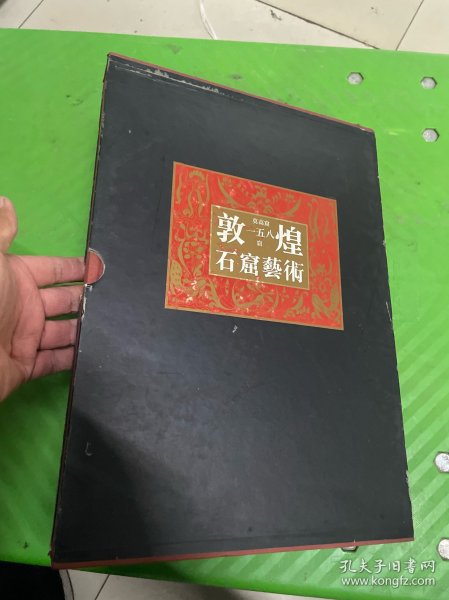 敦煌
莫高窟
一五八
窟
石窟藝術
孔夫子旧书网
www.kongfz.com